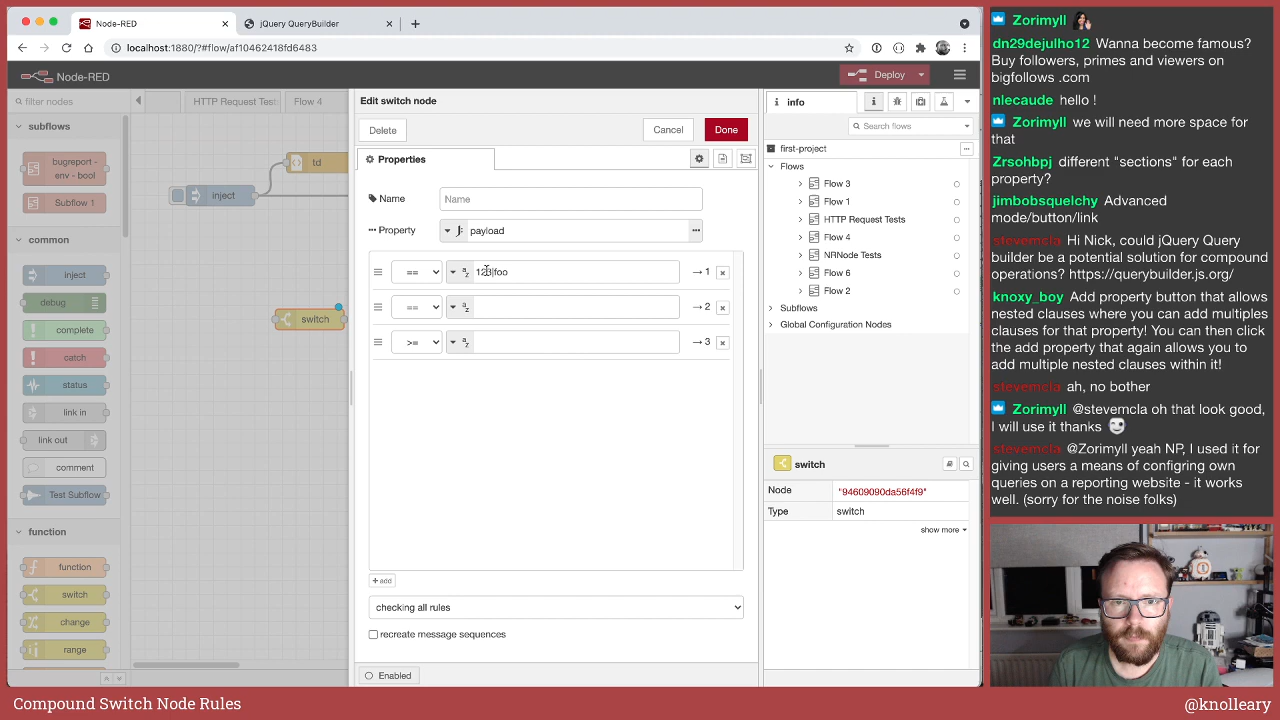 Node-RED
jQuery QueryBuilder
localhost:1880/?#flow/af10462418fd6483
Node-RED
Deploy
filter nodes
subflows
bugreport -
env - bool
Subflow 1
common
inject
debug
complete
catch
status
link in
link out
comment
Test Subflow
function
function
switch
change
range
HTTP Request Test
Flow 4
td
inject
switch
Edit switch node
Delete
Cancel
Done
Properties
Name
Name
Property
payload
==
123|foo
→ 1
==
→ 2
>=
→ 3
add
checking all rules
recreate message sequences
Enabled
info
Search flows
first-project
Flows
Flow 3
Flow 1
HTTP Request Tests
Flow 4
NRNode Tests
Flow 6
Flow 2
Subflows
Global Configuration Nodes
switch
Node
"94609090da56f4f9"
Type
switch
show more
Zorimyll
dn29dejulho12 Wanna become famous?
Buy followers, primes and viewers on
bigfollows .com
nlecaude hello !
Zorimyll we will need more space for
that
Zrsohbpj different "sections" for each
property?
jimbobsquelchy Advanced
mode/button/link
stevemcla Hi Nick, could jQuery Query
builder be a potential solution for compound
operations? https://querybuilder.js.org/
knoxy_boy Add property button that allows
nested clauses where you can add multiples
clauses for that property! You can then click
the add property that again allows you to
add multiple nested clauses within it!
stevemcla ah, no bother
Zorimyll @stevemcla oh that look good,
I will use it thanks
stevemcla @Zorimyll yeah NP, I used it for
giving users a means of configring own
queries on a reporting website - it works
well. (sorry for the noise folks)
Compound Switch Node Rules
@knolleary